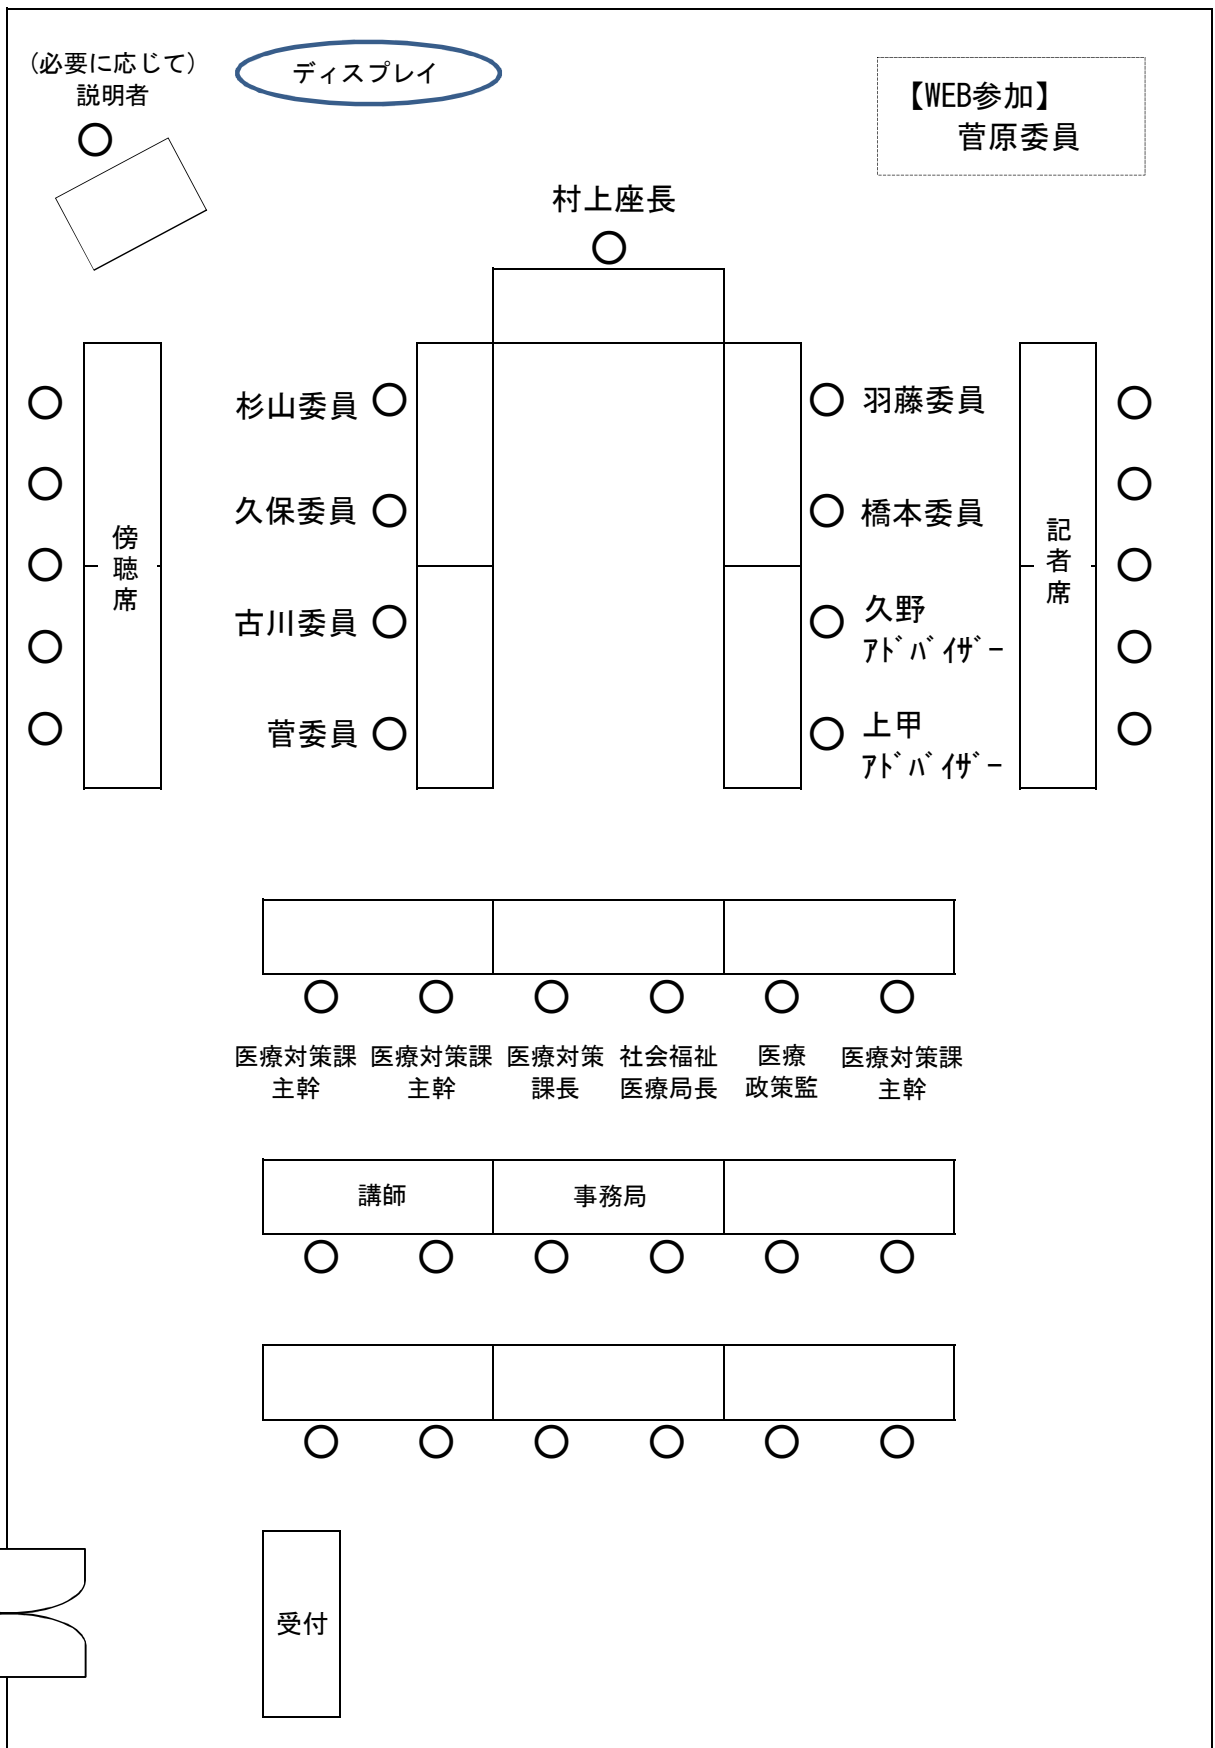 (必要に応じて)
説明者
ディスプレイ
【WEB参加】
菅原委員
村上座長
杉山委員
羽藤委員
久保委員
橋本委員
古川委員
久野
ｱﾄﾞﾊﾞｲｻﾞｰ
菅委員
上甲
ｱﾄﾞﾊﾞｲｻﾞｰ
傍聴席
記者席
医療対策課
主幹
医療対策課
主幹
医療対策
課長
社会福祉
医療局長
医療
政策監
医療対策課
主幹
講師
事務局
受付